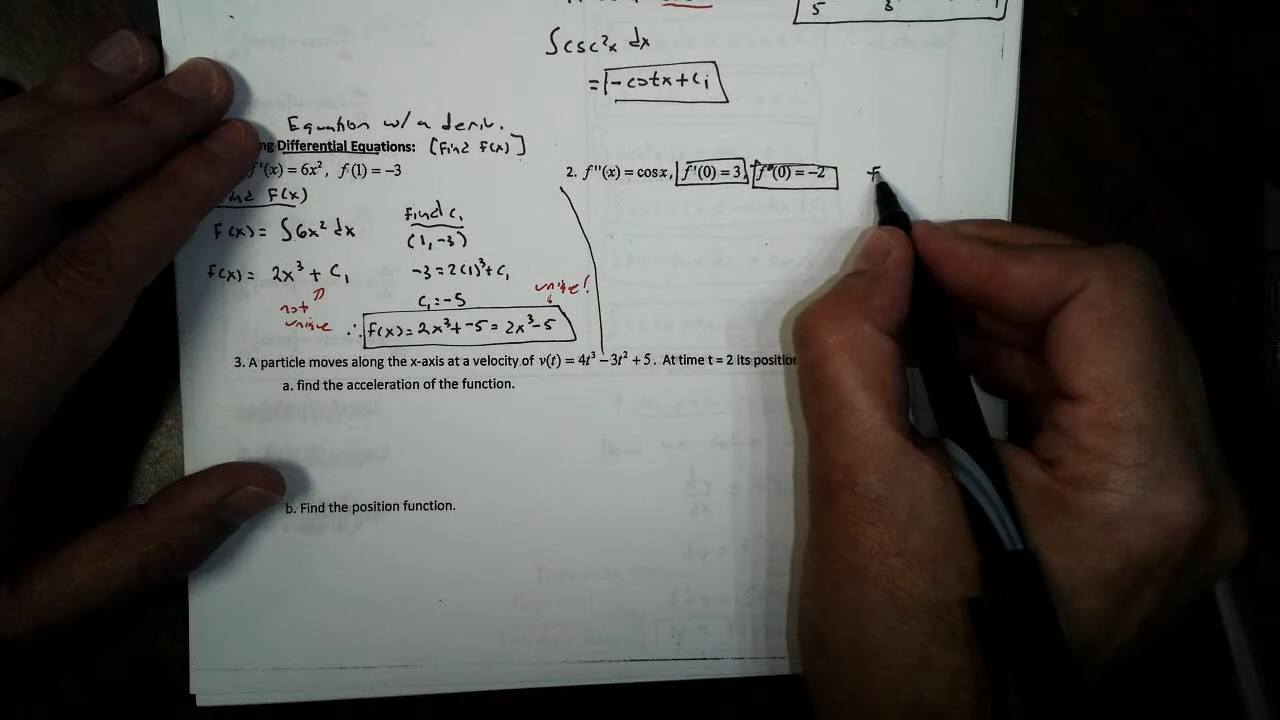 5 3
∫csc²x dx
= -cotx + C₁
Equation w/ a deriv.
Differential Equations: [Find F(x)]
f'(x) = 6x², f(1) = −3
F(x)
F(x) = ∫6x² dx
f(x) = 2x³ + C₁
not unique
Find C₁
(1, -3)
-3 = 2(1)³ + C₁
C₁ = -5
unique!
∴ f(x) = 2x³ + -5 = 2x³ - 5
2. f''(x) = cos x, f'(0) = 3, (0) = −2
f
3. A particle moves along the x-axis at a velocity of v(t) = 4t³ − 3t² + 5. At time t = 2 its
a. find the acceleration of the function.
b. Find the position function.